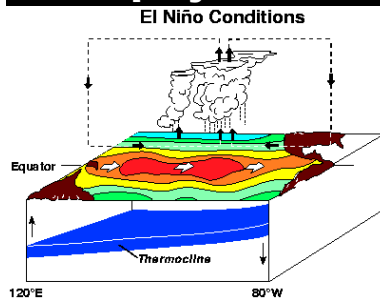 El Niño Conditions
Equator
Thermocline
120°E
80°W